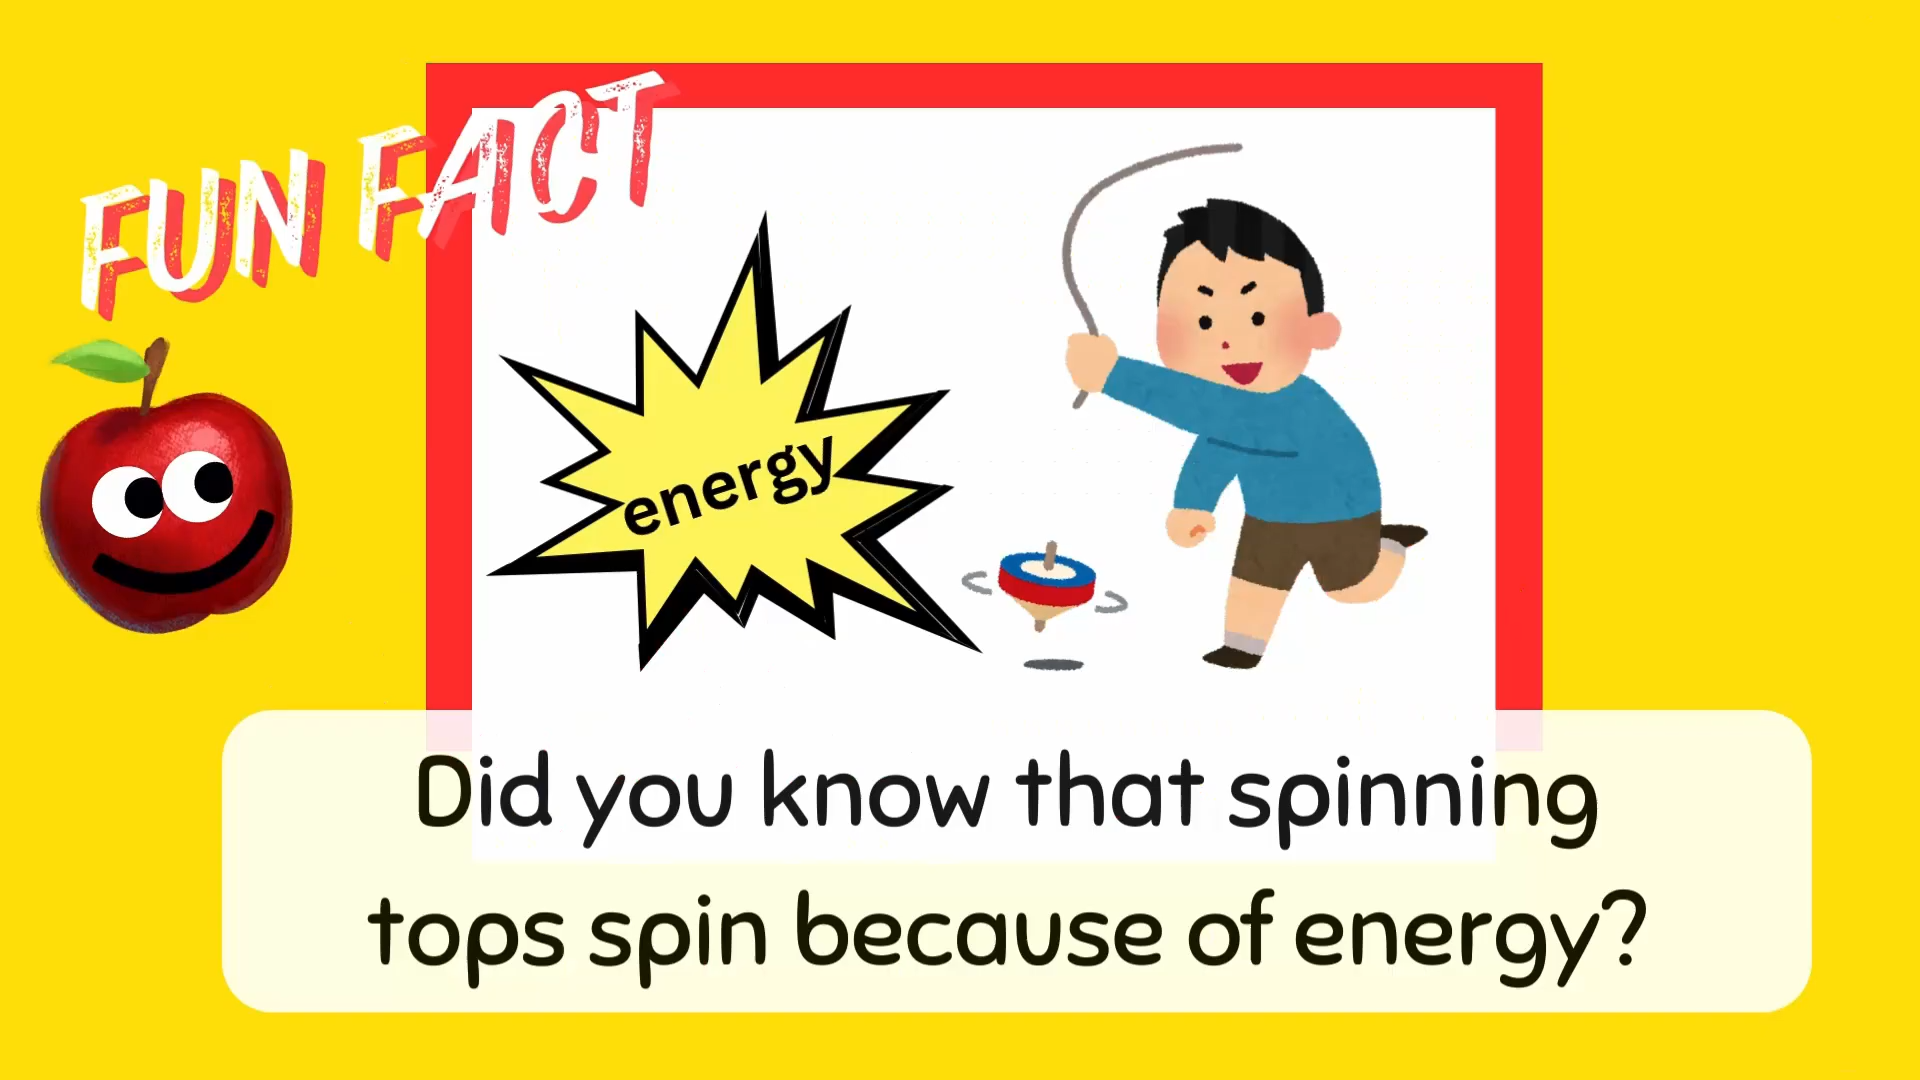 FUN FACT
energy
Did you know that spinning
tops spin because of energy?